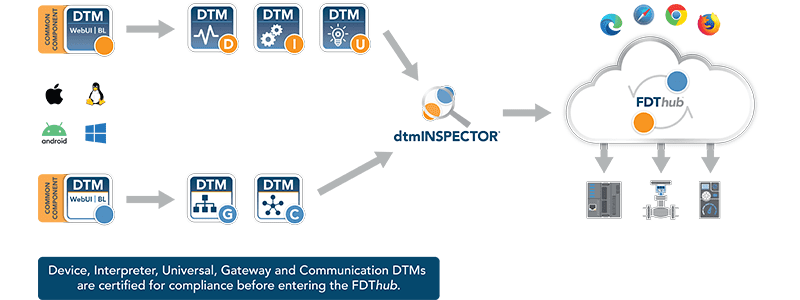 COMMON
COMPONENT
DTM
WebUI | BL
DTM
D
DTM
I
DTM
U
android
dtmINSPECTOR
FDThub
COMMON
COMPONENT
DTM
WebUI | BL
DTM
G
DTM
C
Device, Interpreter, Universal, Gateway and Communication DTMs
are certified for compliance before entering the FDThub.